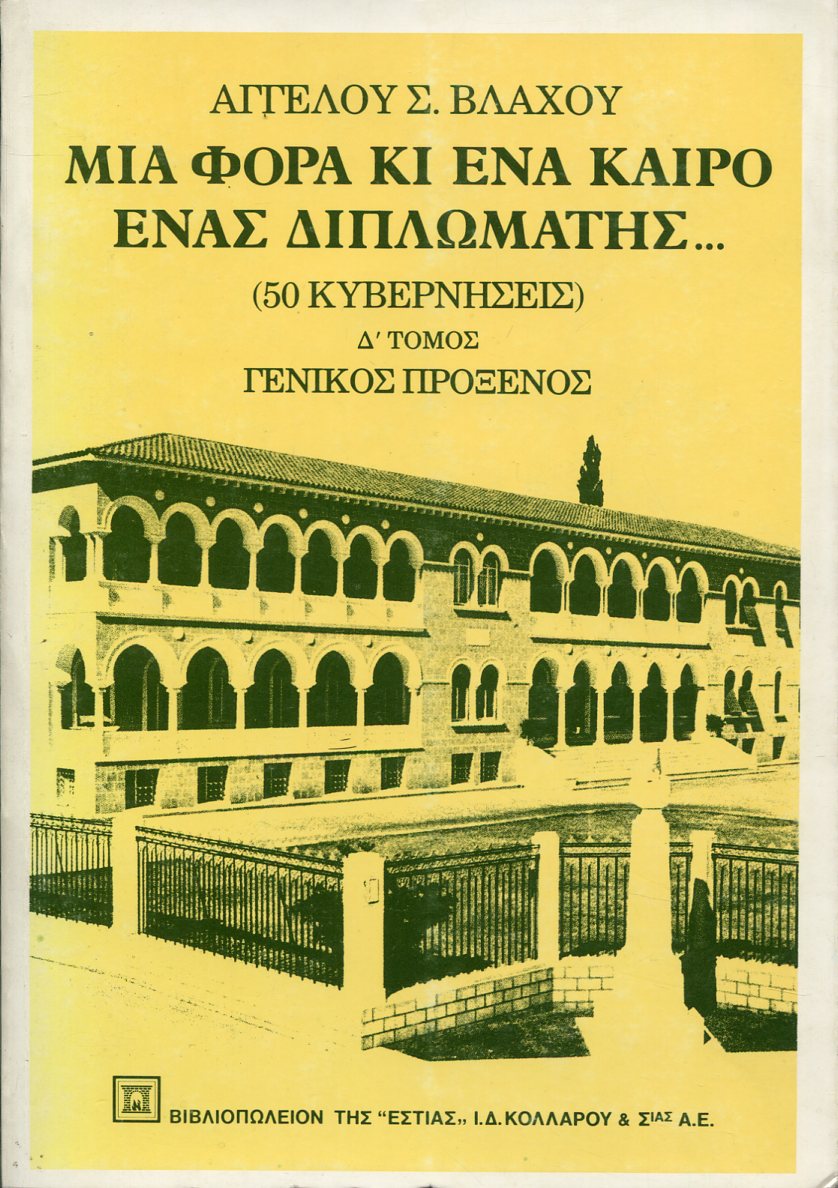 ΑΓΓΕΛΟΥ Σ. ΒΛΑΧΟΥ
ΜΙΑ ΦΟΡΑ ΚΙ ΕΝΑ ΚΑΙΡΟ
ΕΝΑΣ ΔΙΠΛΩΜΑΤΗΣ...
(50 ΚΥΒΕΡΝΗΣΕΙΣ)
Δ' ΤΟΜΟΣ
ΓΕΝΙΚΟΣ ΠΡΟΞΕΝΟΣ
ΒΙΒΛΙΟΠΩΛΕΙΟΝ ΤΗΣ "ΕΣΤΙΑΣ„ Ι.Δ. ΚΟΛΛΑΡΟΥ & ΣΙΑΣ Α.Ε.